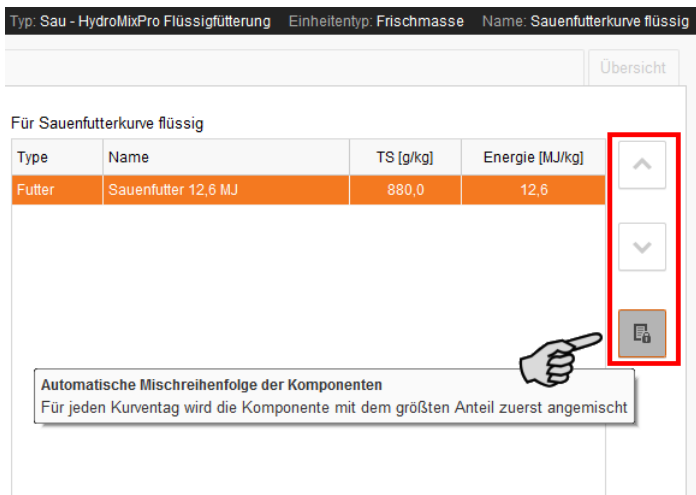 Typ: Sau - HydroMixPro Flüssigfütterung Einheitentyp: Frischmasse Name: Sauenfutterkurve flüssig
Übersicht
Für Sauenfutterkurve flüssig
Type Name TS [g/kg] Energie [MJ/kg]
Futter Sauenfutter 12,6 MJ 880,0 12,6
Automatische Mischreihenfolge der Komponenten
Für jeden Kurventag wird die Komponente mit dem größten Anteil zuerst angemischt